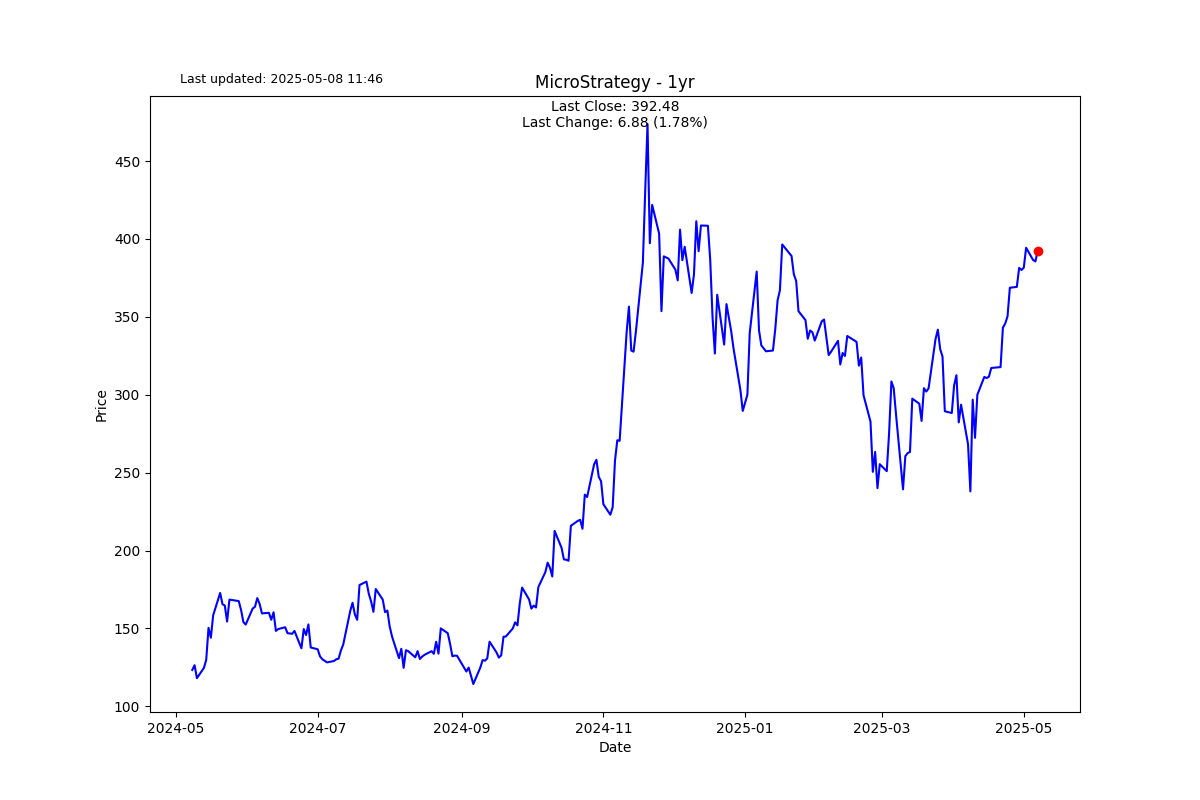 Last updated: 2025-05-08 11:46
MicroStrategy - 1yr
Last Close: 392.48
Last Change: 6.88 (1.78%)
450
400
350
300
250
200
150
100
Price
2024-05 2024-07 2024-09 2024-11 2025-01 2025-03 2025-05
Date